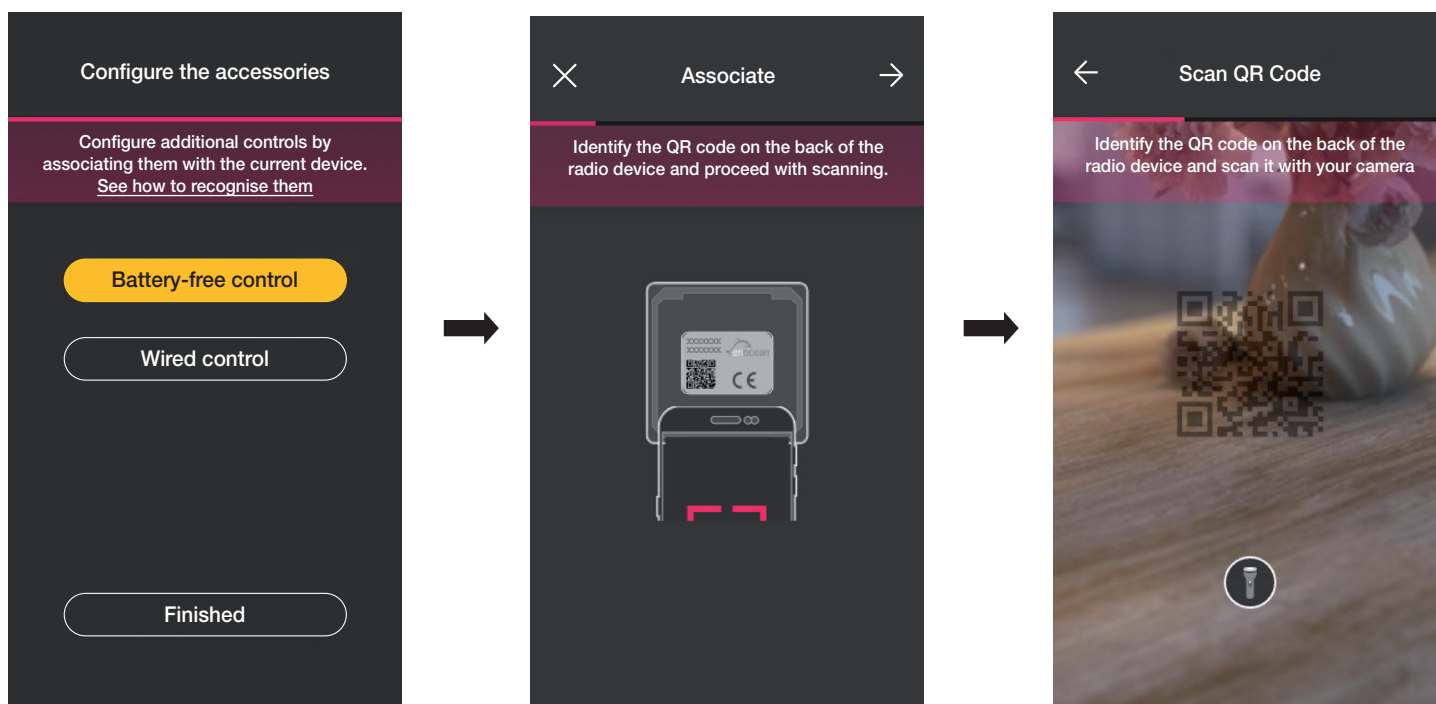 Configure the accessories
Configure additional controls by
associating them with the current device.
See how to recognise them
Battery-free control
Wired control
Finished
Associate
Identify the QR code on the back of the
radio device and proceed with scanning.
XXXXXXX
XXXXXXX
enocean
CE
Scan QR Code
Identify the QR code on the back of the
radio device and scan it with your camera